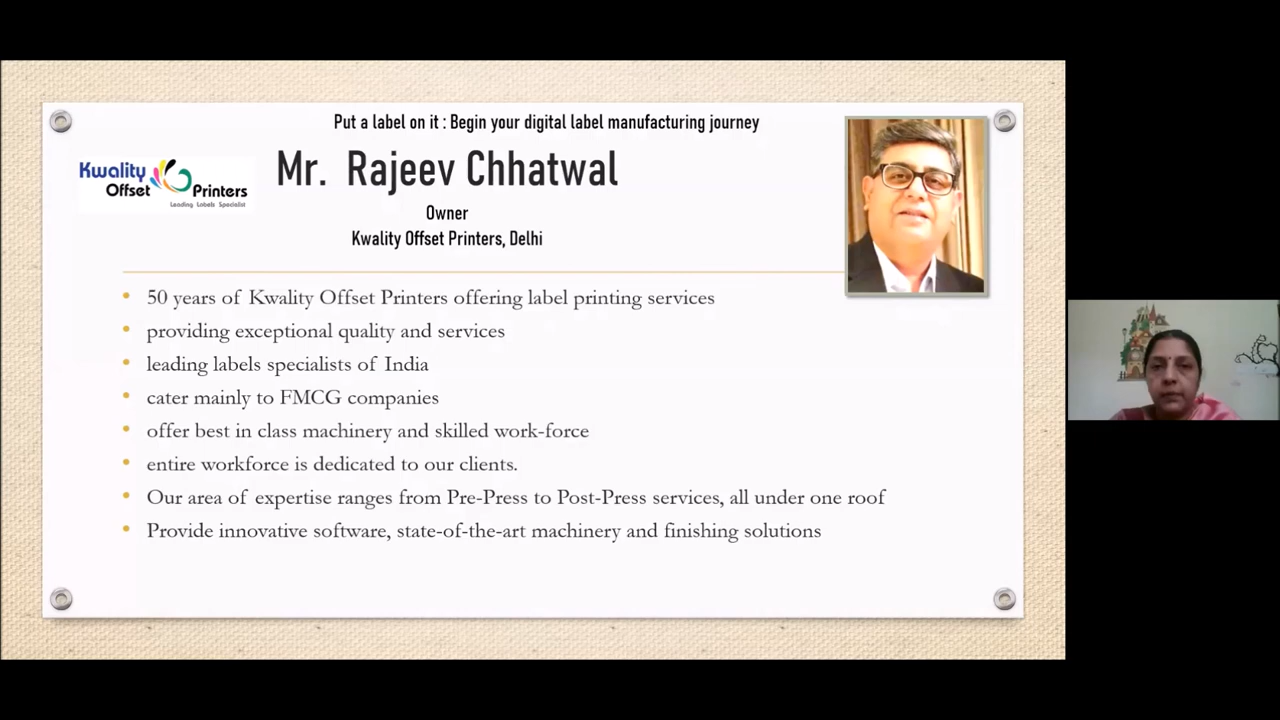 Put a label on it : Begin your digital label manufacturing journey
Kwality
Offset Printers
Leading Labels Specialist
Mr. Rajeev Chhatwal
Owner
Kwality Offset Printers, Delhi
• 50 years of Kwality Offset Printers offering label printing services
• providing exceptional quality and services
• leading labels specialists of India
• cater mainly to FMCG companies
• offer best in class machinery and skilled work-force
• entire workforce is dedicated to our clients.
• Our area of expertise ranges from Pre-Press to Post-Press services, all under one roof
• Provide innovative software, state-of-the-art machinery and finishing solutions